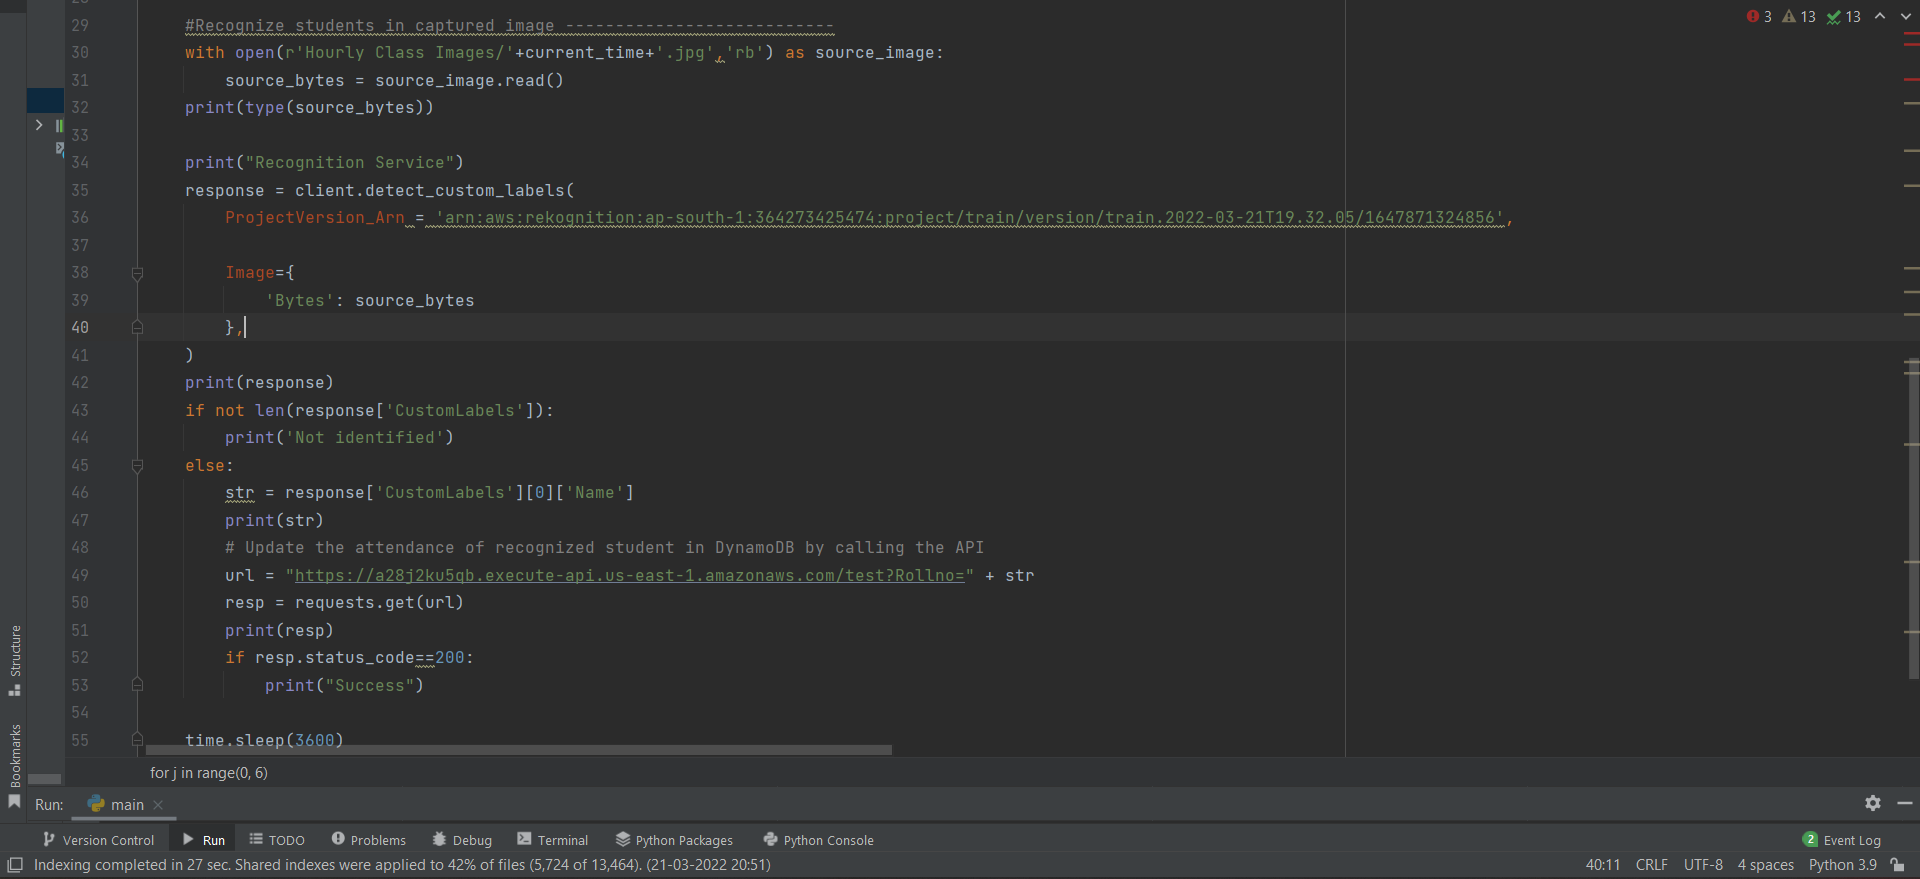 29 #Recognize students in captured image ---------------------------
30 with open(r'Hourly Class Images/'+current_time+'.jpg','rb') as source_image:
31 source_bytes = source_image.read()
32 print(type(source_bytes))
33
34 print("Recognition Service")
35 response = client.detect_custom_labels(
36 ProjectVersion_Arn = 'arn:aws:rekognition:ap-south-1:364273425474:project/train/version/train.2022-03-21T19.32.05/1647871324856',
37
38 Image={
39 'Bytes': source_bytes
40 },
41 )
42 print(response)
43 if not len(response['CustomLabels']):
44 print('Not identified')
45 else:
46 str = response['CustomLabels'][0]['Name']
47 print(str)
48 # Update the attendance of recognized student in DynamoDB by calling the API
49 url = "https://a28j2ku5qb.execute-api.us-east-1.amazonaws.com/test?Rollno=" + str
50 resp = requests.get(url)
51 print(resp)
52 if resp.status_code==200:
53 print("Success")
54
55 time.sleep(3600)
3 13 13
Structure
Bookmarks
for j in range(0, 6)
Run: main
Version Control Run TODO Problems Debug Terminal Python Packages Python Console 2 Event Log
Indexing completed in 27 sec. Shared indexes were applied to 42% of files (5,724 of 13,464). (21-03-2022 20:51) 40:11 CRLF UTF-8 4 spaces Python 3.9